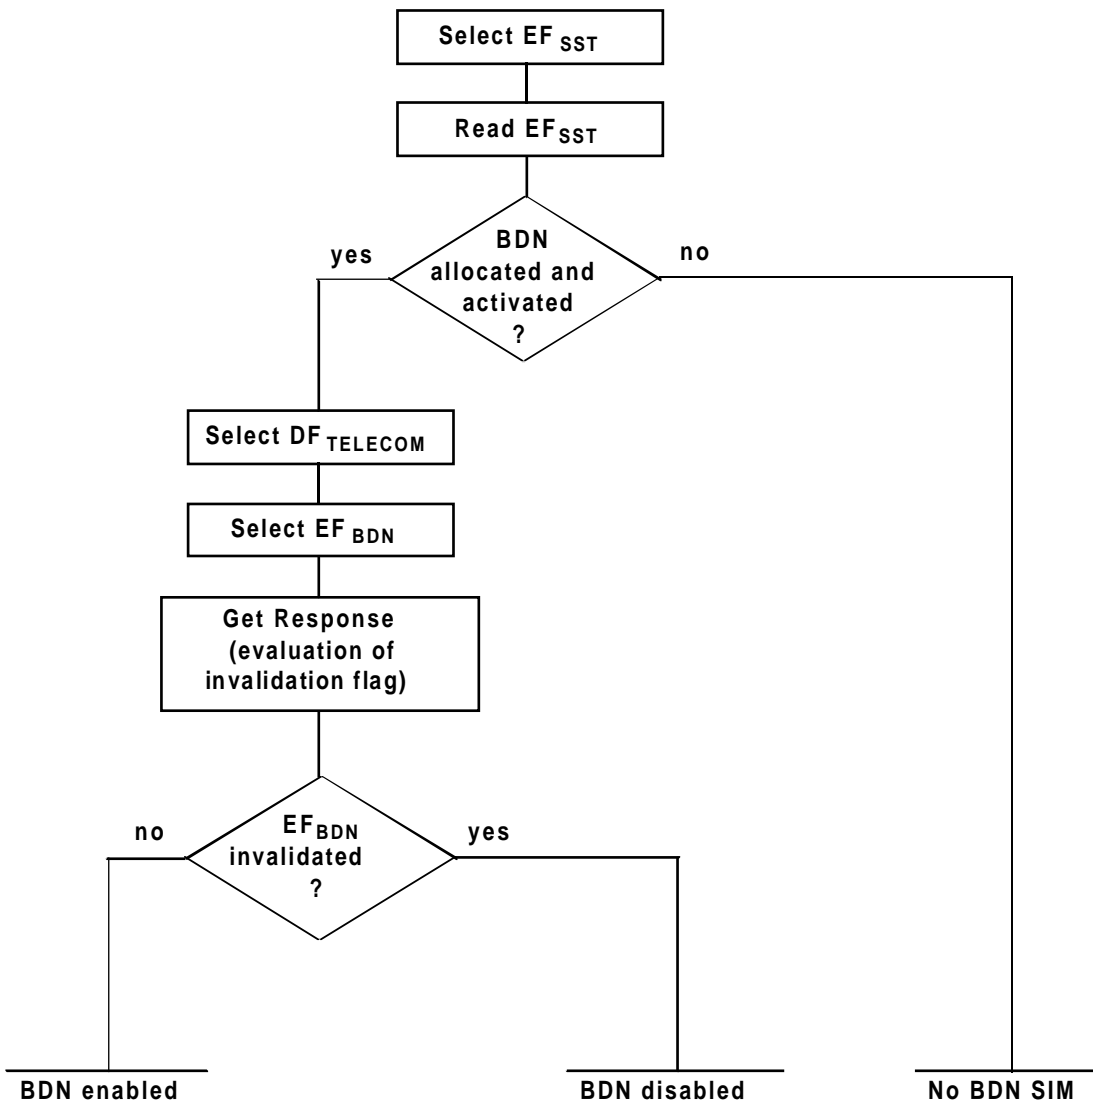 Select EF SST
Read EF SST
BDN
allocated and
activated
?
yes
no
Select DF TELECOM
Select EF BDN
Get Response
(evaluation of
invalidation flag)
EF BDN
invalidated
?
no
yes
BDN enabled
BDN disabled
No BDN SIM